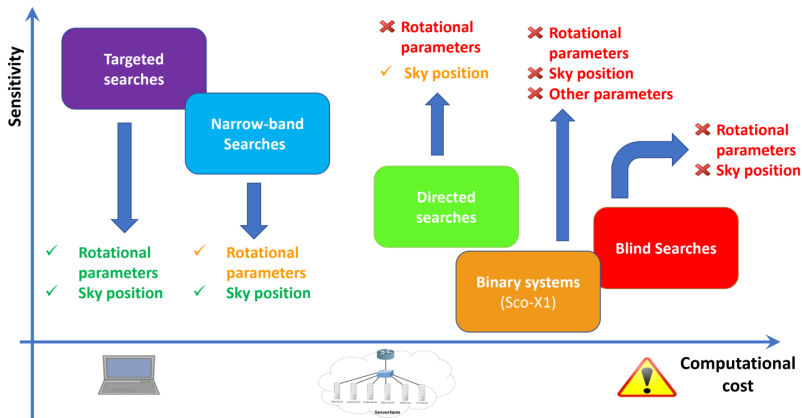 Sensitivity
Targeted
searches
Narrow-band
Searches
Rotational
parameters
Sky position
Rotational
parameters
Sky position
Rotational
parameters
Sky position
Directed
searches
Rotational
parameters
Sky position
Other parameters
Binary systems
(Sco-X1)
Rotational
parameters
Sky position
Blind Searches
Serverfarm
Computational
cost